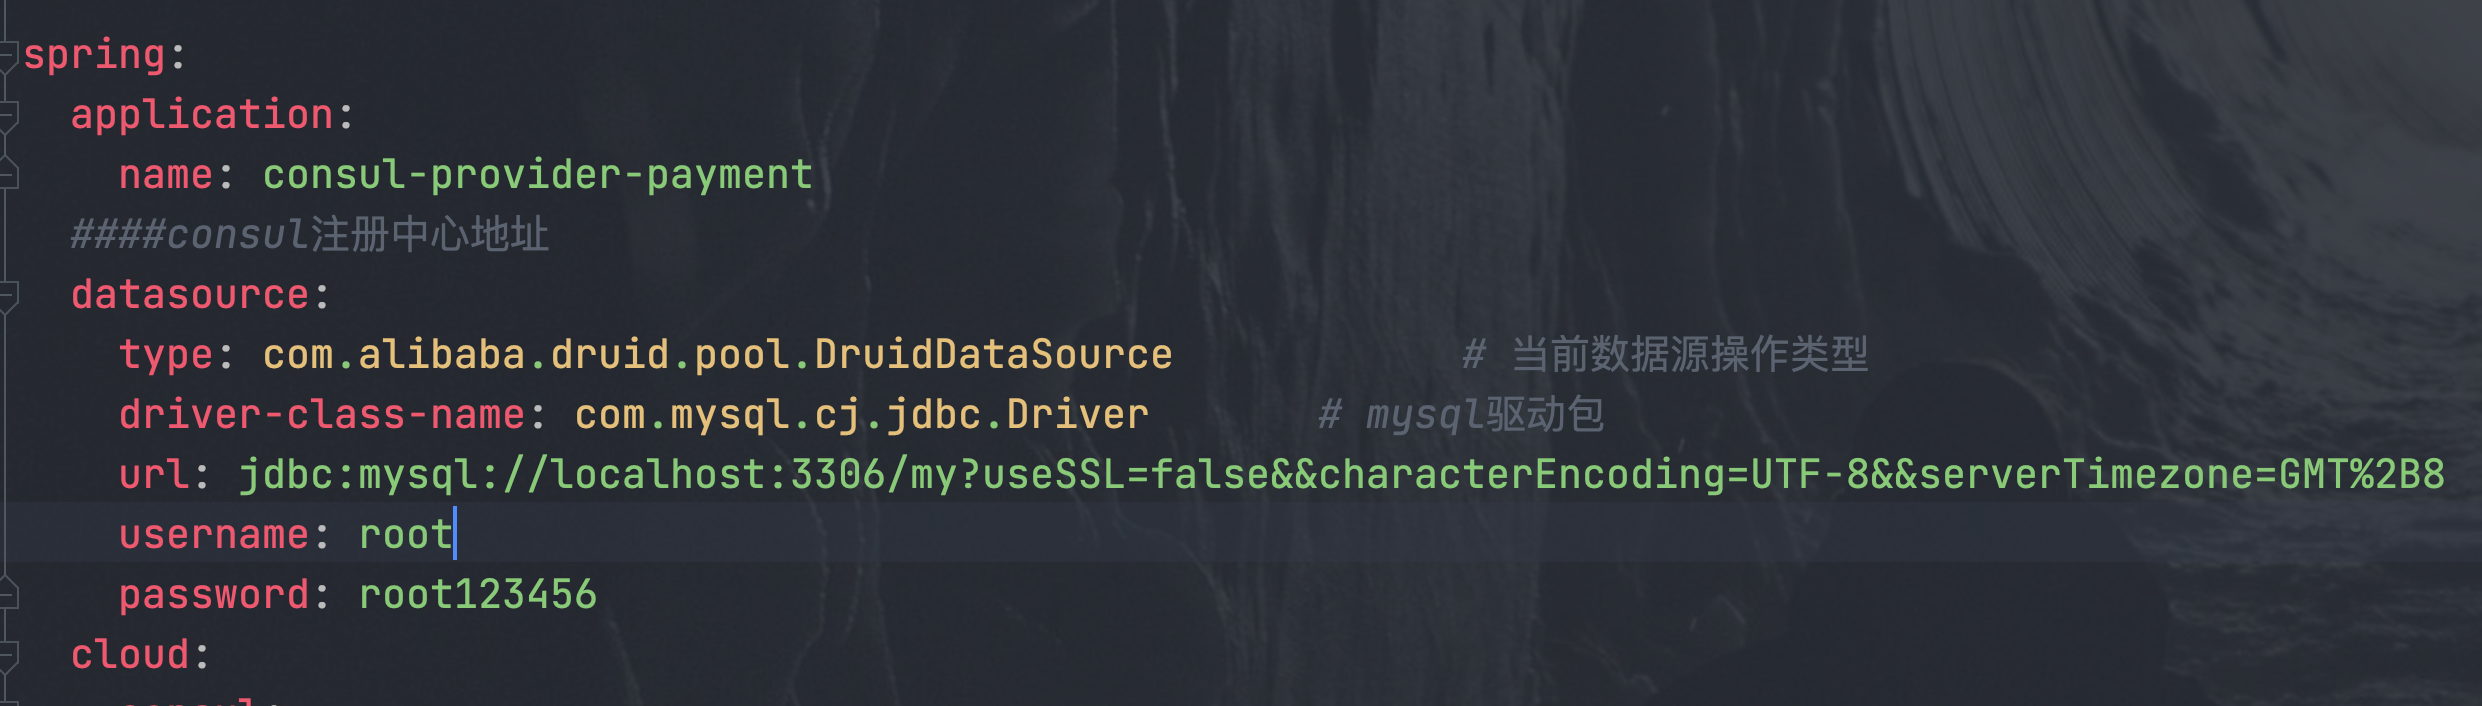 spring:
  application:
    name: consul-provider-payment
  ####consul注册中心地址
  datasource:
    type: com.alibaba.druid.pool.DruidDataSource            # 当前数据源操作类型
    driver-class-name: com.mysql.cj.jdbc.Driver       # mysql驱动包
    url: jdbc:mysql://localhost:3306/my?useSSL=false&&characterEncoding=UTF-8&&serverTimezone=GMT%2B8
    username: root
    password: root123456
  cloud: